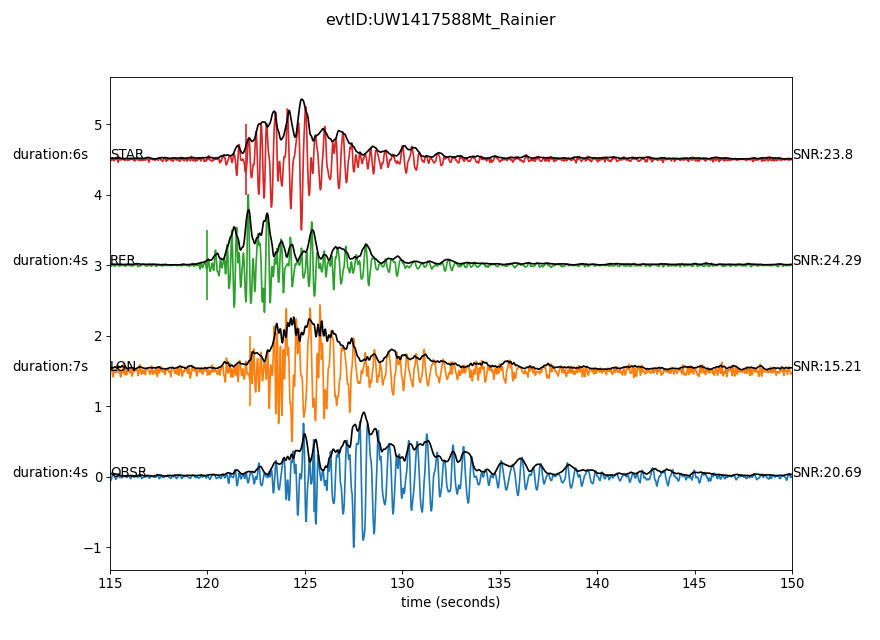 evtID:UW1417588Mt_Rainier
5
duration:6s STAR SNR:23.8
4
duration:4s 3 RER SNR:24.29
2
duration:7s LON SNR:15.21
1
duration:4s 0 OBSR SNR:20.69
−1
115 120 125 130 135 140 145 150
time (seconds)